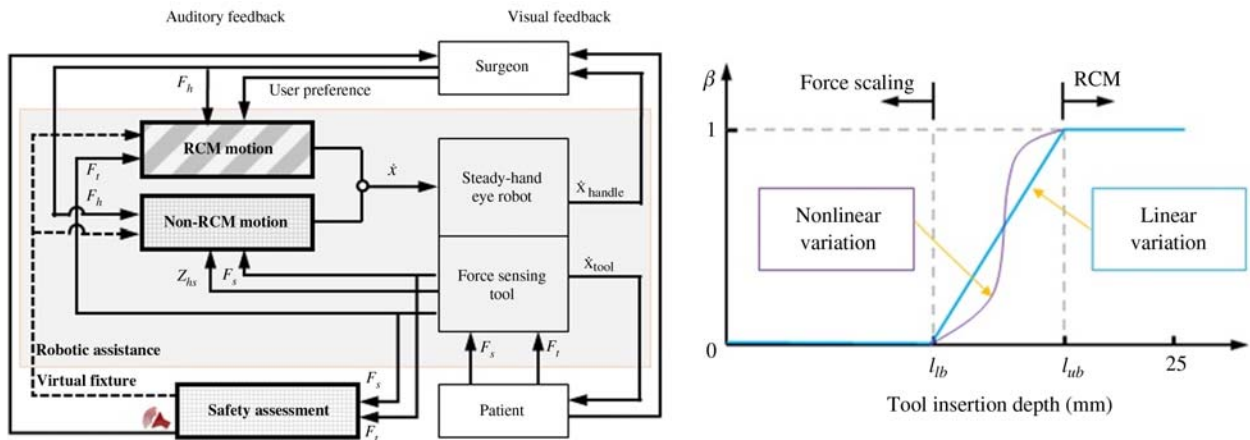 Auditory feedback
Visual feedback
Surgeon
F_h
User preference
RCM motion
F_t
F_h
ẋ
Steady-hand
eye robot
ẋ_handle
Non-RCM motion
Z_hs
F_s
Force sensing
tool
ẋ_tool
Robotic assistance
Virtual fixture
F_s
F_t
F_s
Safety assessment
F_t
Patient
β
Force scaling
RCM
1
Nonlinear
variation
Linear
variation
0
l_lb
l_ub
25
Tool insertion depth (mm)